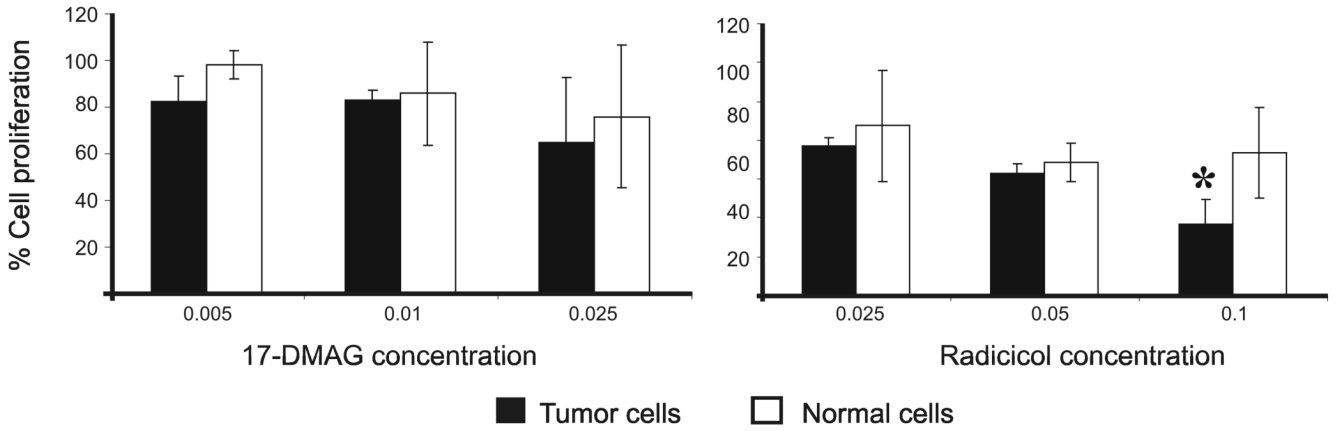 % Cell proliferation
120
100
80
60
40
20
0.005 0.01 0.025
17-DMAG concentration
120
100
80
60
40
20
0.025 0.05 0.1
*
Radicicol concentration
Tumor cells Normal cells